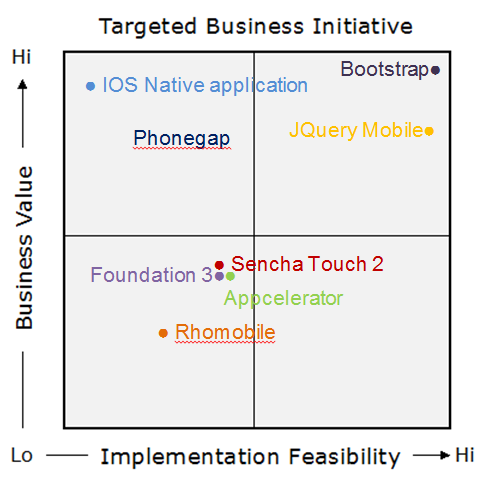 Targeted Business Initiative
Hi
Bootstrap
IOS Native application
JQuery Mobile
Phonegap
Business Value
Sencha Touch 2
Foundation 3
Appcelerator
Rhomobile
Lo
Implementation Feasibility
Hi